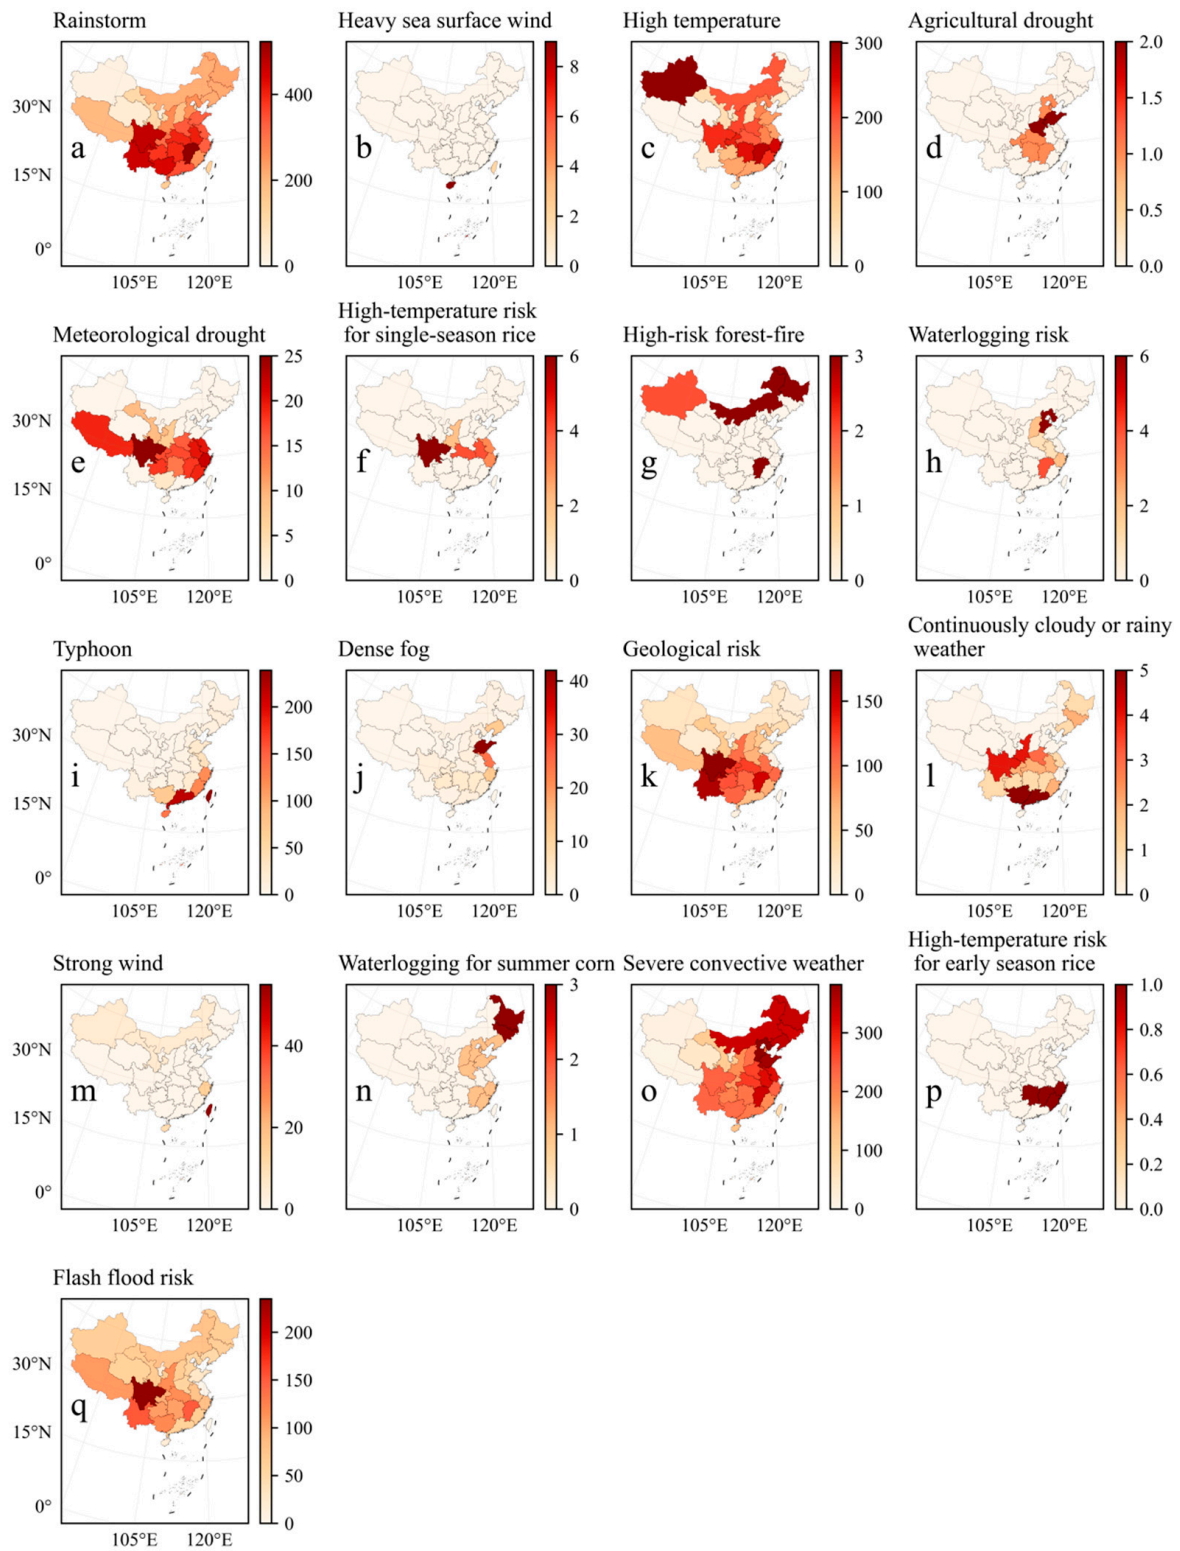 Rainstorm
Heavy sea surface wind
High temperature
Agricultural drought
30°N
15°N
0°
a
105°E
120°E
400
200
0
b
105°E
120°E
8
6
4
2
0
c
105°E
120°E
300
200
100
0
d
105°E
120°E
2.0
1.5
1.0
0.5
0.0
Meteorological drought
High-temperature risk
for single-season rice
High-risk forest-fire
Waterlogging risk
30°N
15°N
0°
e
105°E
120°E
25
20
15
10
5
0
f
105°E
120°E
6
4
2
0
g
105°E
120°E
3
2
1
0
h
105°E
120°E
6
4
2
0
Typhoon
Dense fog
Geological risk
Continuously cloudy or rainy
weather
30°N
15°N
0°
i
105°E
120°E
200
150
100
50
0
j
105°E
120°E
40
30
20
10
0
k
105°E
120°E
150
100
50
0
l
105°E
120°E
5
4
3
2
1
0
Strong wind
Waterlogging for summer corn
Severe convective weather
High-temperature risk
for early season rice
30°N
15°N
0°
m
105°E
120°E
40
20
0
n
105°E
120°E
3
2
1
0
o
105°E
120°E
300
200
100
0
p
105°E
120°E
1.0
0.8
0.6
0.4
0.2
0.0
Flash flood risk
30°N
15°N
0°
q
105°E
120°E
200
150
100
50
0